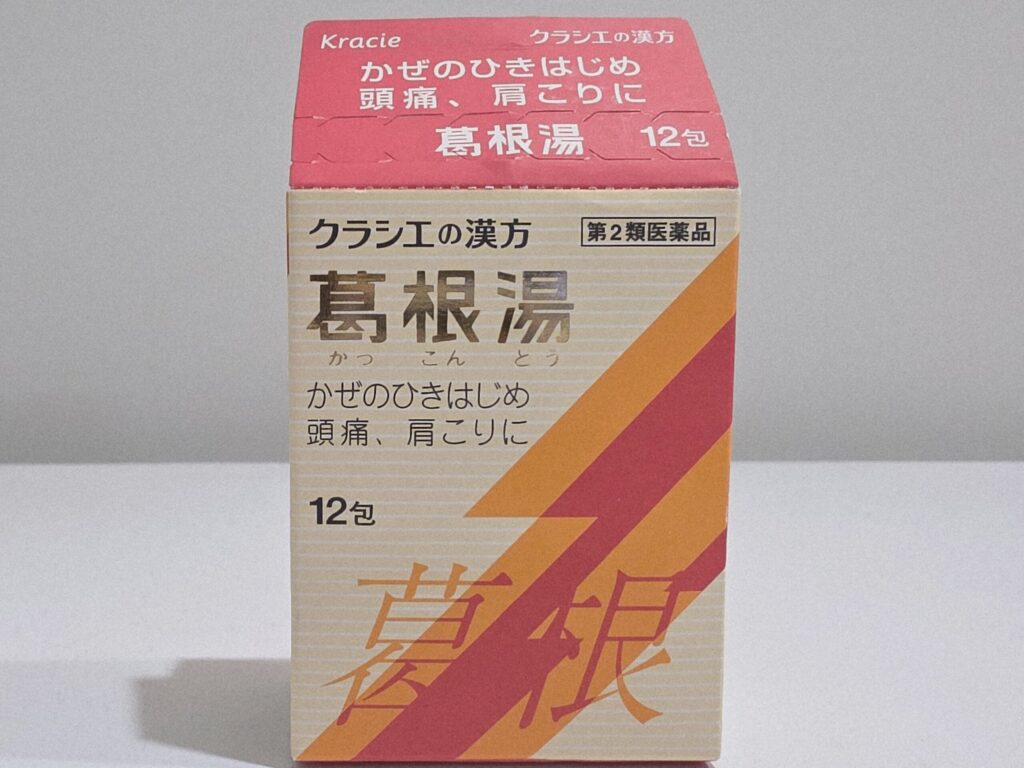 Kracie クラシエの漢方
かぜのひきはじめ
頭痛、肩こりに
葛根湯 12包
クラシエの漢方 第2類医薬品
葛根湯
かっこんとう
かぜのひきはじめ
頭痛、肩こりに
12包
葛根